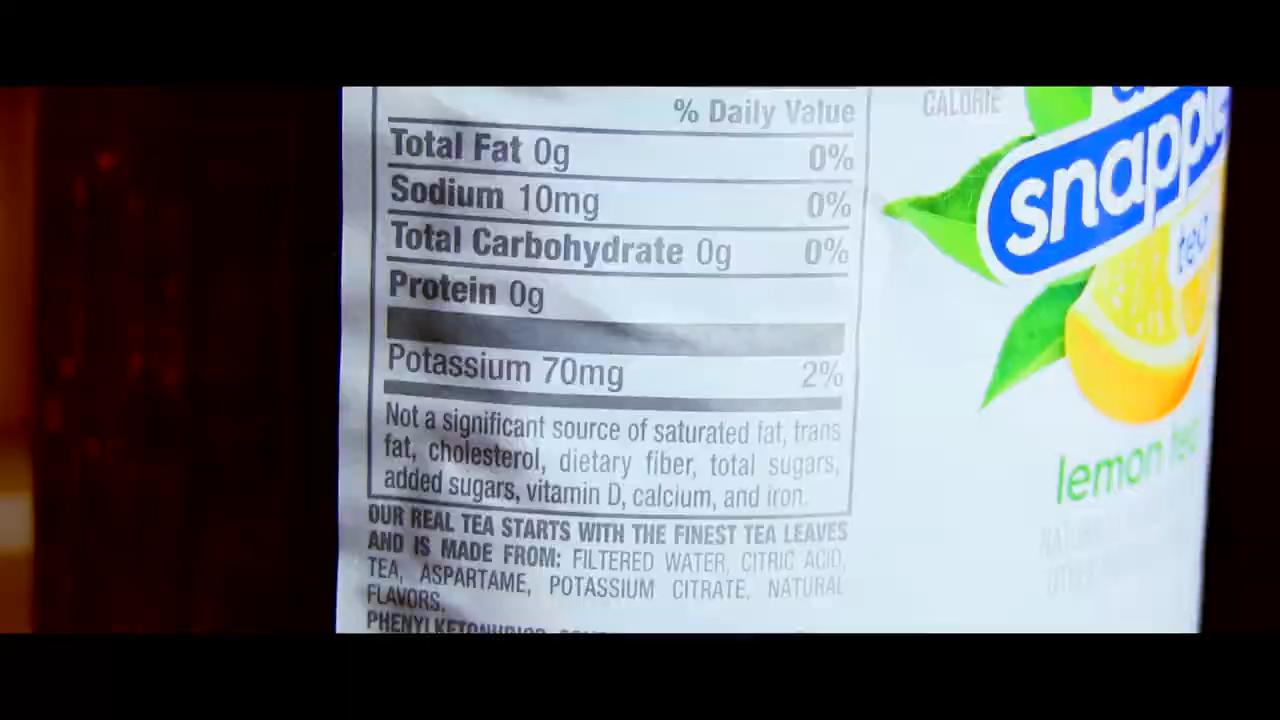 % Daily Value
Total Fat 0g 0%
Sodium 10mg 0%
Total Carbohydrate 0g 0%
Protein 0g
Potassium 70mg 2%
Not a significant source of saturated fat, trans
fat, cholesterol, dietary fiber, total sugars,
added sugars, vitamin D, calcium, and iron.
OUR REAL TEA STARTS WITH THE FINEST TEA LEAVES
AND IS MADE FROM: FILTERED WATER, CITRIC ACID,
TEA, ASPARTAME, POTASSIUM CITRATE, NATURAL
FLAVORS.
CALORIE
snapple
tea
lemon